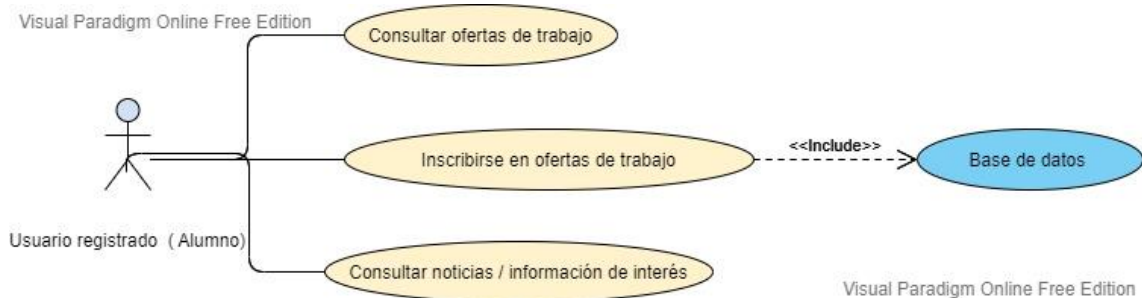 Visual Paradigm Online Free Edition
Consultar ofertas de trabajo
Inscribirse en ofertas de trabajo
<<Include>>
Base de datos
Usuario registrado ( Alumno)
Consultar noticias / información de interés
Visual Paradigm Online Free Edition